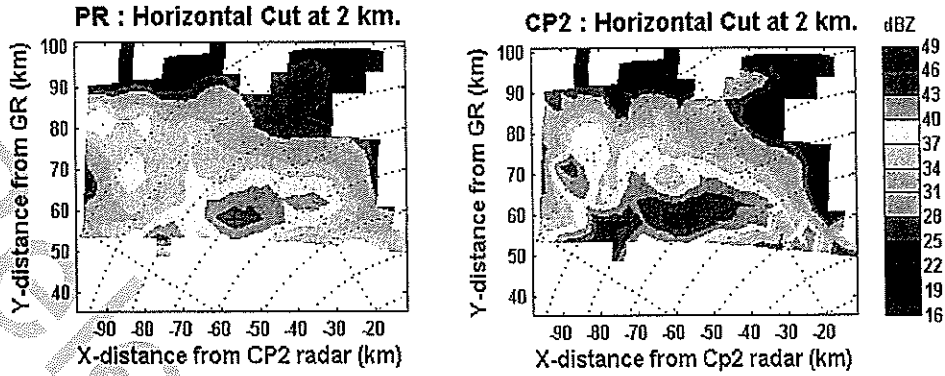 PR : Horizontal Cut at 2 km.
Y-distance from GR (km)
100
90
80
70
60
50
40
-90 -80 -70 -60 -50 -40 -30 -20
X-distance from CP2 radar (km)
CP2 : Horizontal Cut at 2 km.
Y-distance from GR (km)
100
90
80
70
60
50
40
-90 -80 -70 -60 -50 -40 -30 -20
X-distance from Cp2 radar (km)
dBZ
49
46
43
40
37
34
31
28
25
22
19
16